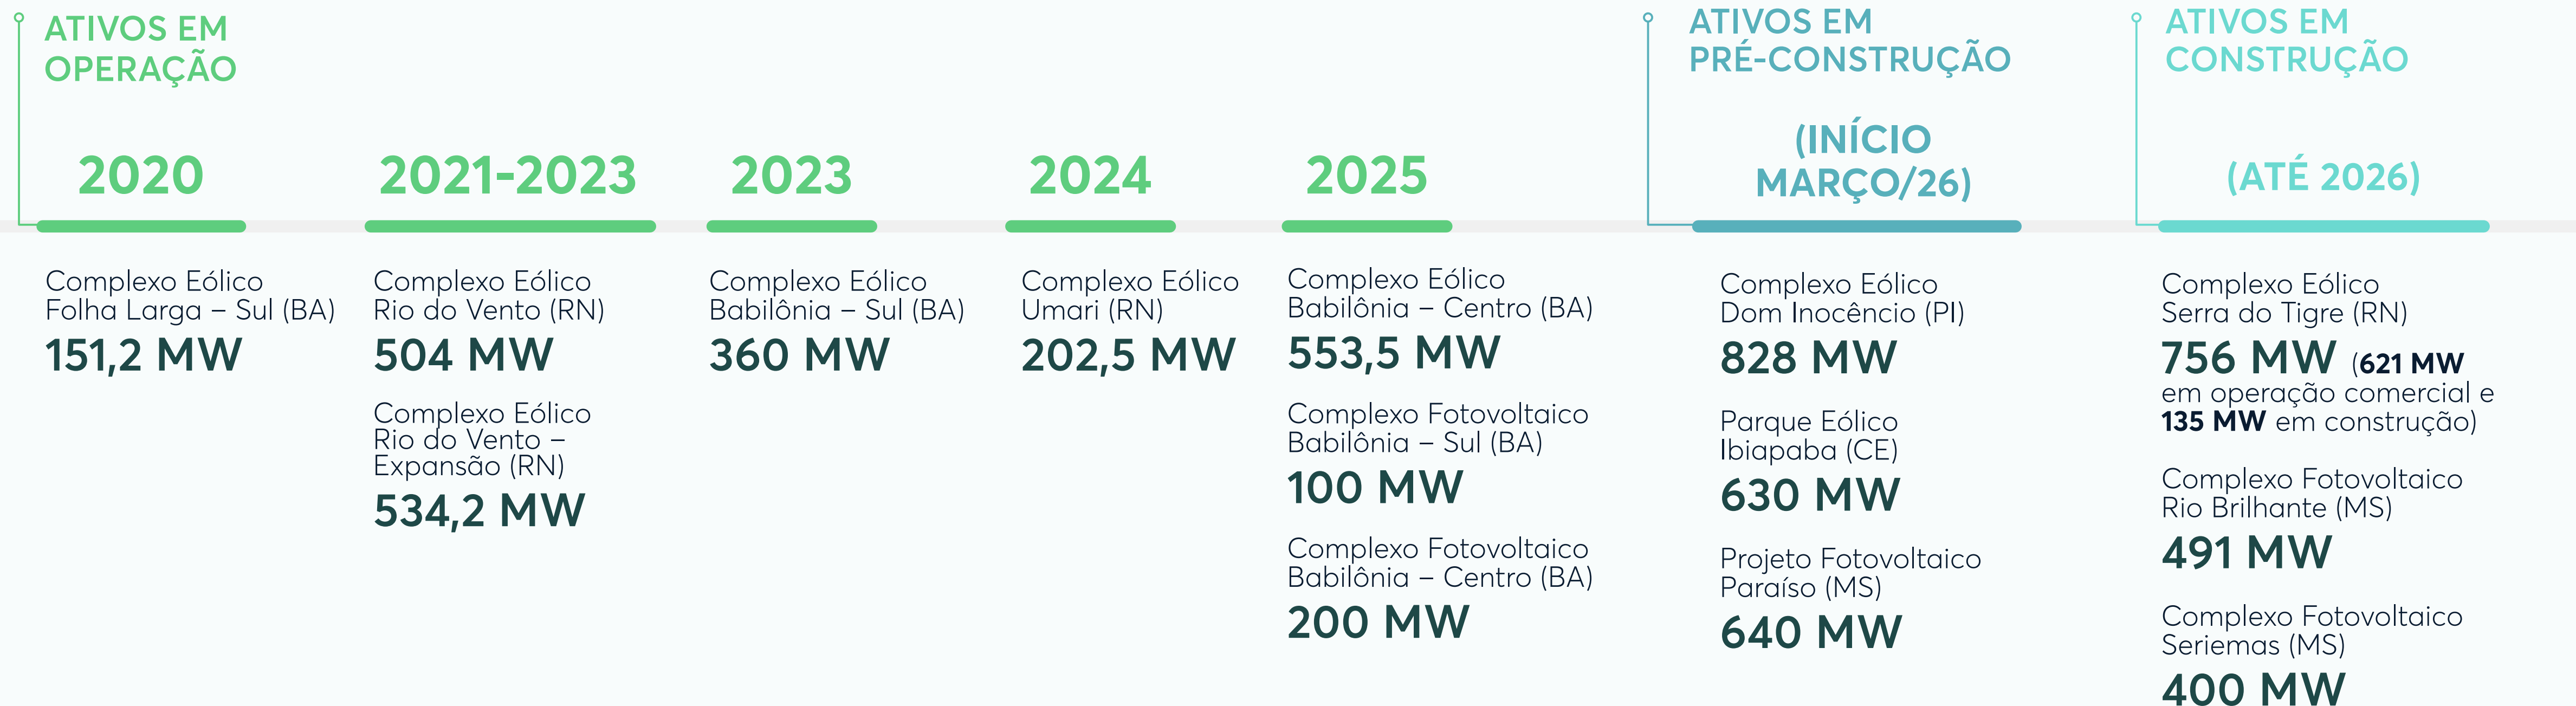 ATIVOS EM
OPERAÇÃO
2020
Complexo Eólico
Folha Larga – Sul (BA)
151,2 MW
2021-2023
Complexo Eólico
Rio do Vento (RN)
504 MW
Complexo Eólico
Rio do Vento –
Expansão (RN)
534,2 MW
2023
Complexo Eólico
Babilônia – Sul (BA)
360 MW
2024
Complexo Eólico
Umari (RN)
202,5 MW
2025
Complexo Eólico
Babilônia – Centro (BA)
553,5 MW
Complexo Fotovoltaico
Babilônia – Sul (BA)
100 MW
Complexo Fotovoltaico
Babilônia – Centro (BA)
200 MW
ATIVOS EM
PRÉ-CONSTRUÇÃO
(INÍCIO
MARÇO/26)
Complexo Eólico
Dom Inocêncio (PI)
828 MW
Parque Eólico
Ibiapaba (CE)
630 MW
Projeto Fotovoltaico
Paraíso (MS)
640 MW
ATIVOS EM
CONSTRUÇÃO
(ATÉ 2026)
Complexo Eólico
Serra do Tigre (RN)
756 MW (621 MW
em operação comercial e
135 MW em construção)
Complexo Fotovoltaico
Rio Brilhante (MS)
491 MW
Complexo Fotovoltaico
Seriemas (MS)
400 MW